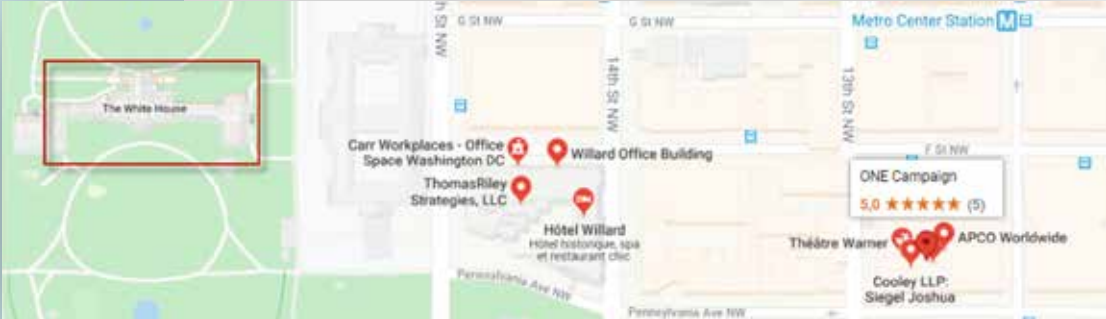 G St NW
G St NW
Metro Center Station M
h St NW
14th St NW
13th St NW
The White House
Carr Workplaces - Office
Space Washington DC
Willard Office Building
ThomasRiley
Strategies, LLC
Hôtel Willard
Hôtel historique, spa
et restaurant chic
F St NW
ONE Campaign
5,0 ★★★★★ (5)
Théâtre Warner
APCO Worldwide
Cooley LLP:
Siegel Joshua
Pennsylvania Ave NW
Pennsylvania Ave NW